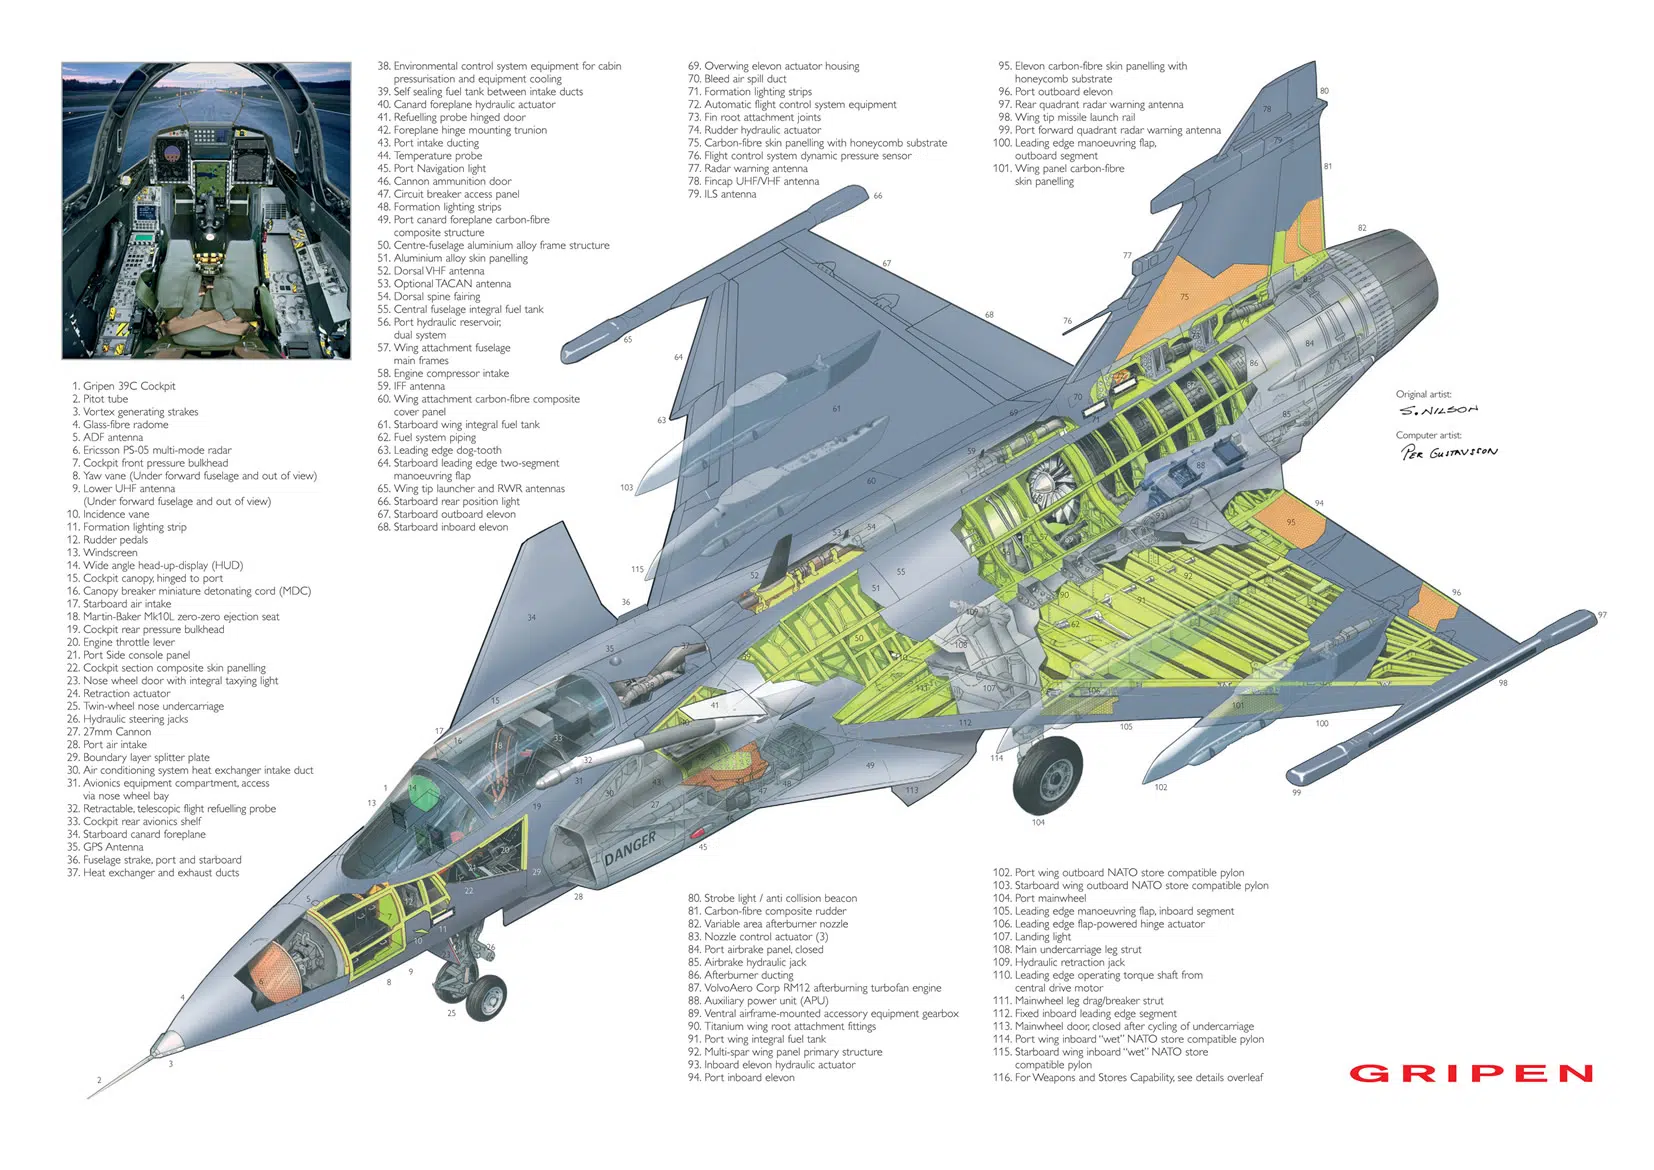 1. Gripen 39C Cockpit
2. Pitot tube
3. Vortex generating strakes
4. Glass-fibre radome
5. ADF antenna
6. Ericsson PS-05 multi-mode radar
7. Cockpit front pressure bulkhead
8. Yaw vane (Under forward fuselage and out of view)
9. Lower UHF antenna
(Under forward fuselage and out of view)
10. Incidence vane
11. Formation lighting strip
12. Rudder pedals
13. Windscreen
14. Wide angle head-up-display (HUD)
15. Cockpit canopy, hinged to port
16. Canopy breaker miniature detonating cord (MDC)
17. Starboard air intake
18. Martin-Baker Mk10L zero-zero ejection seat
19. Cockpit rear pressure bulkhead
20. Engine throttle lever
21. Port Side console panel
22. Cockpit section composite skin panelling
23. Nose wheel door with integral taxying light
24. Retraction actuator
25. Twin-wheel nose undercarriage
26. Hydraulic steering jacks
27. 27mm Cannon
28. Port air intake
29. Boundary layer splitter plate
30. Air conditioning system heat exchanger intake duct
31. Avionics equipment compartment, access
via nose wheel bay
32. Retractable, telescopic flight refuelling probe
33. Cockpit rear avionics shelf
34. Starboard canard foreplane
35. GPS Antenna
36. Fuselage strake, port and starboard
37. Heat exchanger and exhaust ducts
38. Environmental control system equipment for cabin
pressurisation and equipment cooling
39. Self sealing fuel tank between intake ducts
40. Canard foreplane hydraulic actuator
41. Refuelling probe hinged door
42. Foreplane hinge mounting trunion
43. Port intake ducting
44. Temperature probe
45. Port Navigation light
46. Cannon ammunition door
47. Circuit breaker access panel
48. Formation lighting strips
49. Port canard foreplane carbon-fibre
composite structure
50. Centre-fuselage aluminium alloy frame structure
51. Aluminium alloy skin panelling
52. Dorsal VHF antenna
53. Optional TACAN antenna
54. Dorsal spine fairing
55. Central fuselage integral fuel tank
56. Port hydraulic reservoir,
dual system
57. Wing attachment fuselage
main frames
58. Engine compressor intake
59. IFF antenna
60. Wing attachment carbon-fibre composite
cover panel
61. Starboard wing integral fuel tank
62. Fuel system piping
63. Leading edge dog-tooth
64. Starboard leading edge two-segment
manoeuvring flap
65. Wing tip launcher and RWR antennas
66. Starboard rear position light
67. Starboard outboard elevon
68. Starboard inboard elevon
69. Overwing elevon actuator housing
70. Bleed air spill duct
71. Formation lighting strips
72. Automatic flight control system equipment
73. Fin root attachment joints
74. Rudder hydraulic actuator
75. Carbon-fibre skin panelling with honeycomb substrate
76. Flight control system dynamic pressure sensor
77. Radar warning antenna
78. Fincap UHF/VHF antenna
79. ILS antenna
95. Elevon carbon-fibre skin panelling with
honeycomb substrate
96. Port outboard elevon
97. Rear quadrant radar warning antenna
98. Wing tip missile launch rail
99. Port forward quadrant radar warning antenna
100. Leading edge manoeuvring flap,
outboard segment
101. Wing panel carbon-fibre
skin panelling
Original artist:
S. NILSON
Computer artist:
PER GUSTAVSSON
DANGER
80. Strobe light / anti collision beacon
81. Carbon-fibre composite rudder
82. Variable area afterburner nozzle
83. Nozzle control actuator (3)
84. Port airbrake panel, closed
85. Airbrake hydraulic jack
86. Afterburner ducting
87. VolvoAero Corp RM12 afterburning turbofan engine
88. Auxiliary power unit (APU)
89. Ventral airframe-mounted accessory equipment gearbox
90. Titanium wing root attachment fittings
91. Port wing integral fuel tank
92. Multi-spar wing panel primary structure
93. Inboard elevon hydraulic actuator
94. Port inboard elevon
102. Port wing outboard NATO store compatible pylon
103. Starboard wing outboard NATO store compatible pylon
104. Port mainwheel
105. Leading edge manoeuvring flap, inboard segment
106. Leading edge flap-powered hinge actuator
107. Landing light
108. Main undercarriage leg strut
109. Hydraulic retraction jack
110. Leading edge operating torque shaft from
central drive motor
111. Mainwheel leg drag/breaker strut
112. Fixed inboard leading edge segment
113. Mainwheel door, closed after cycling of undercarriage
114. Port wing inboard “wet” NATO store compatible pylon
115. Starboard wing inboard “wet” NATO store
compatible pylon
116. For Weapons and Stores Capability, see details overleaf
GRIPEN